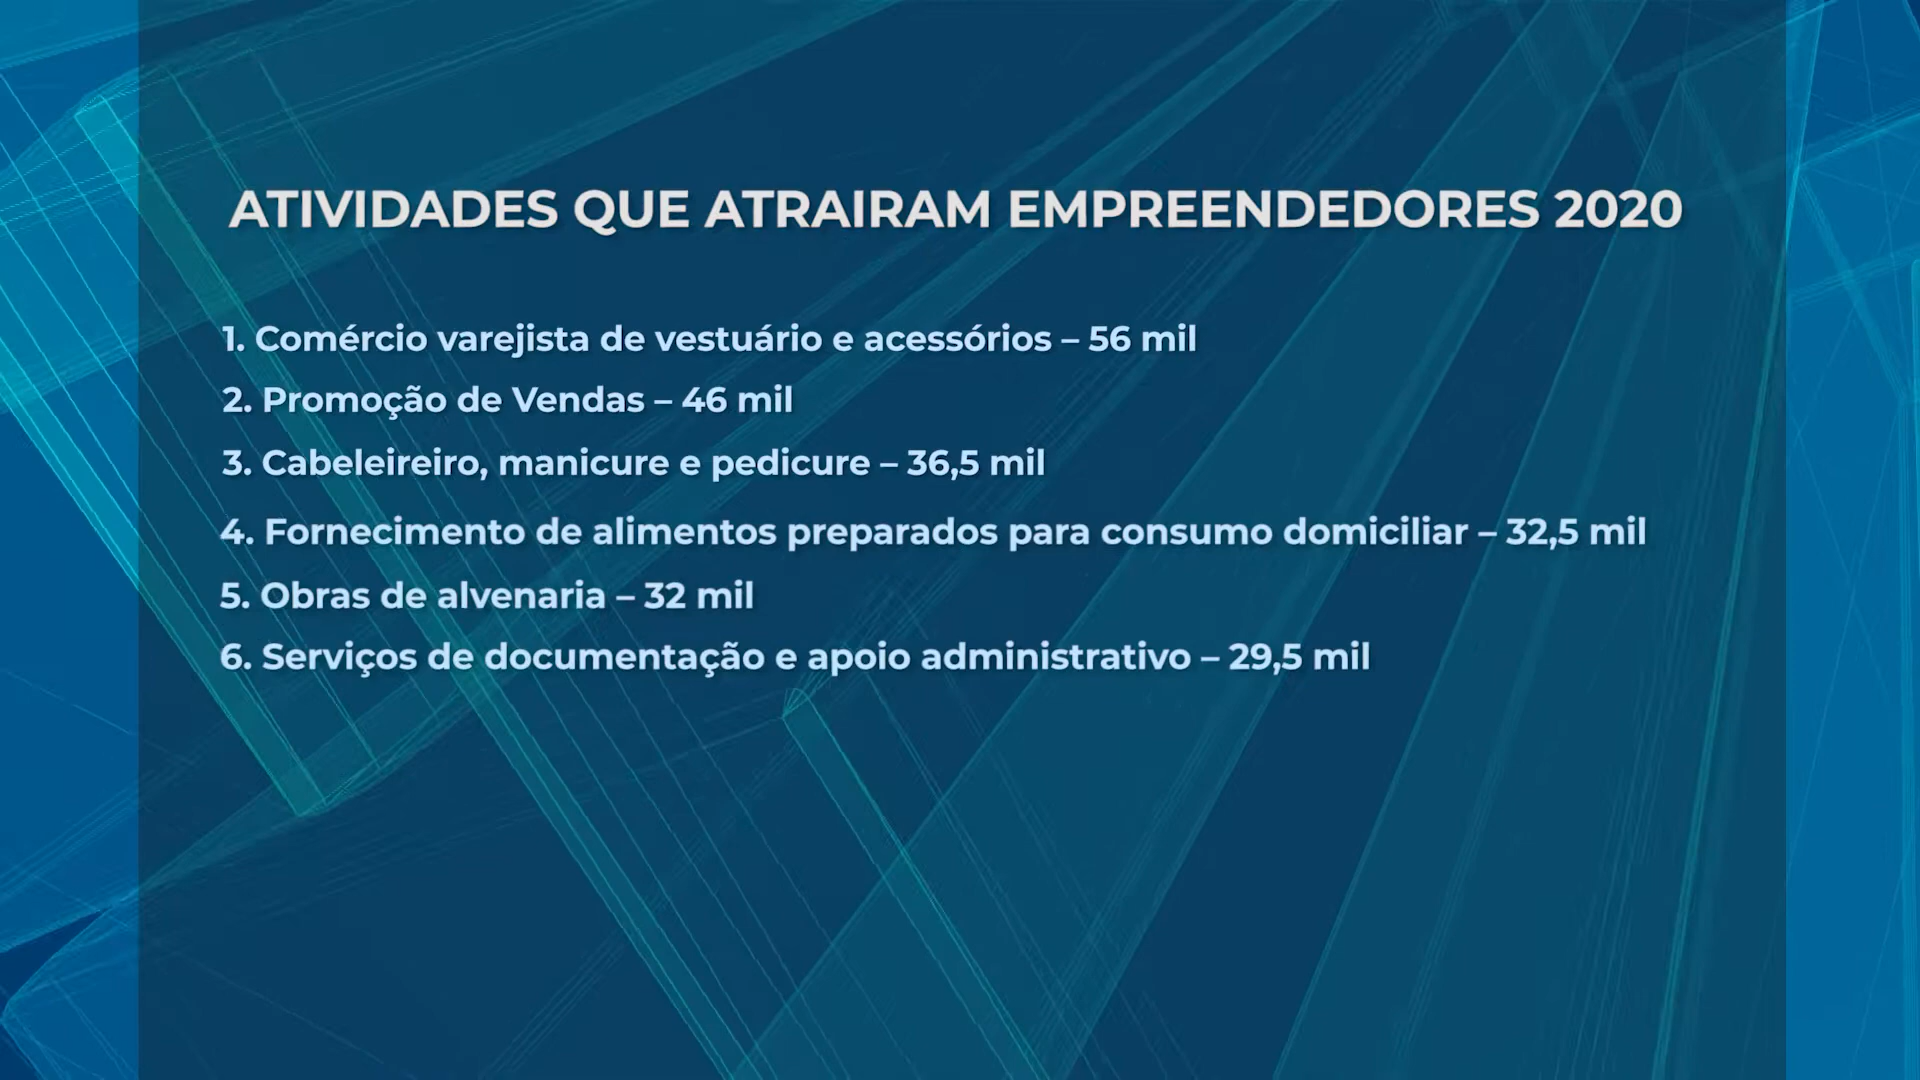 ATIVIDADES QUE ATRAIRAM EMPREENDEDORES 2020
1. Comércio varejista de vestuário e acessórios – 56 mil
2. Promoção de Vendas – 46 mil
3. Cabeleireiro, manicure e pedicure – 36,5 mil
4. Fornecimento de alimentos preparados para consumo domiciliar – 32,5 mil
5. Obras de alvenaria – 32 mil
6. Serviços de documentação e apoio administrativo – 29,5 mil